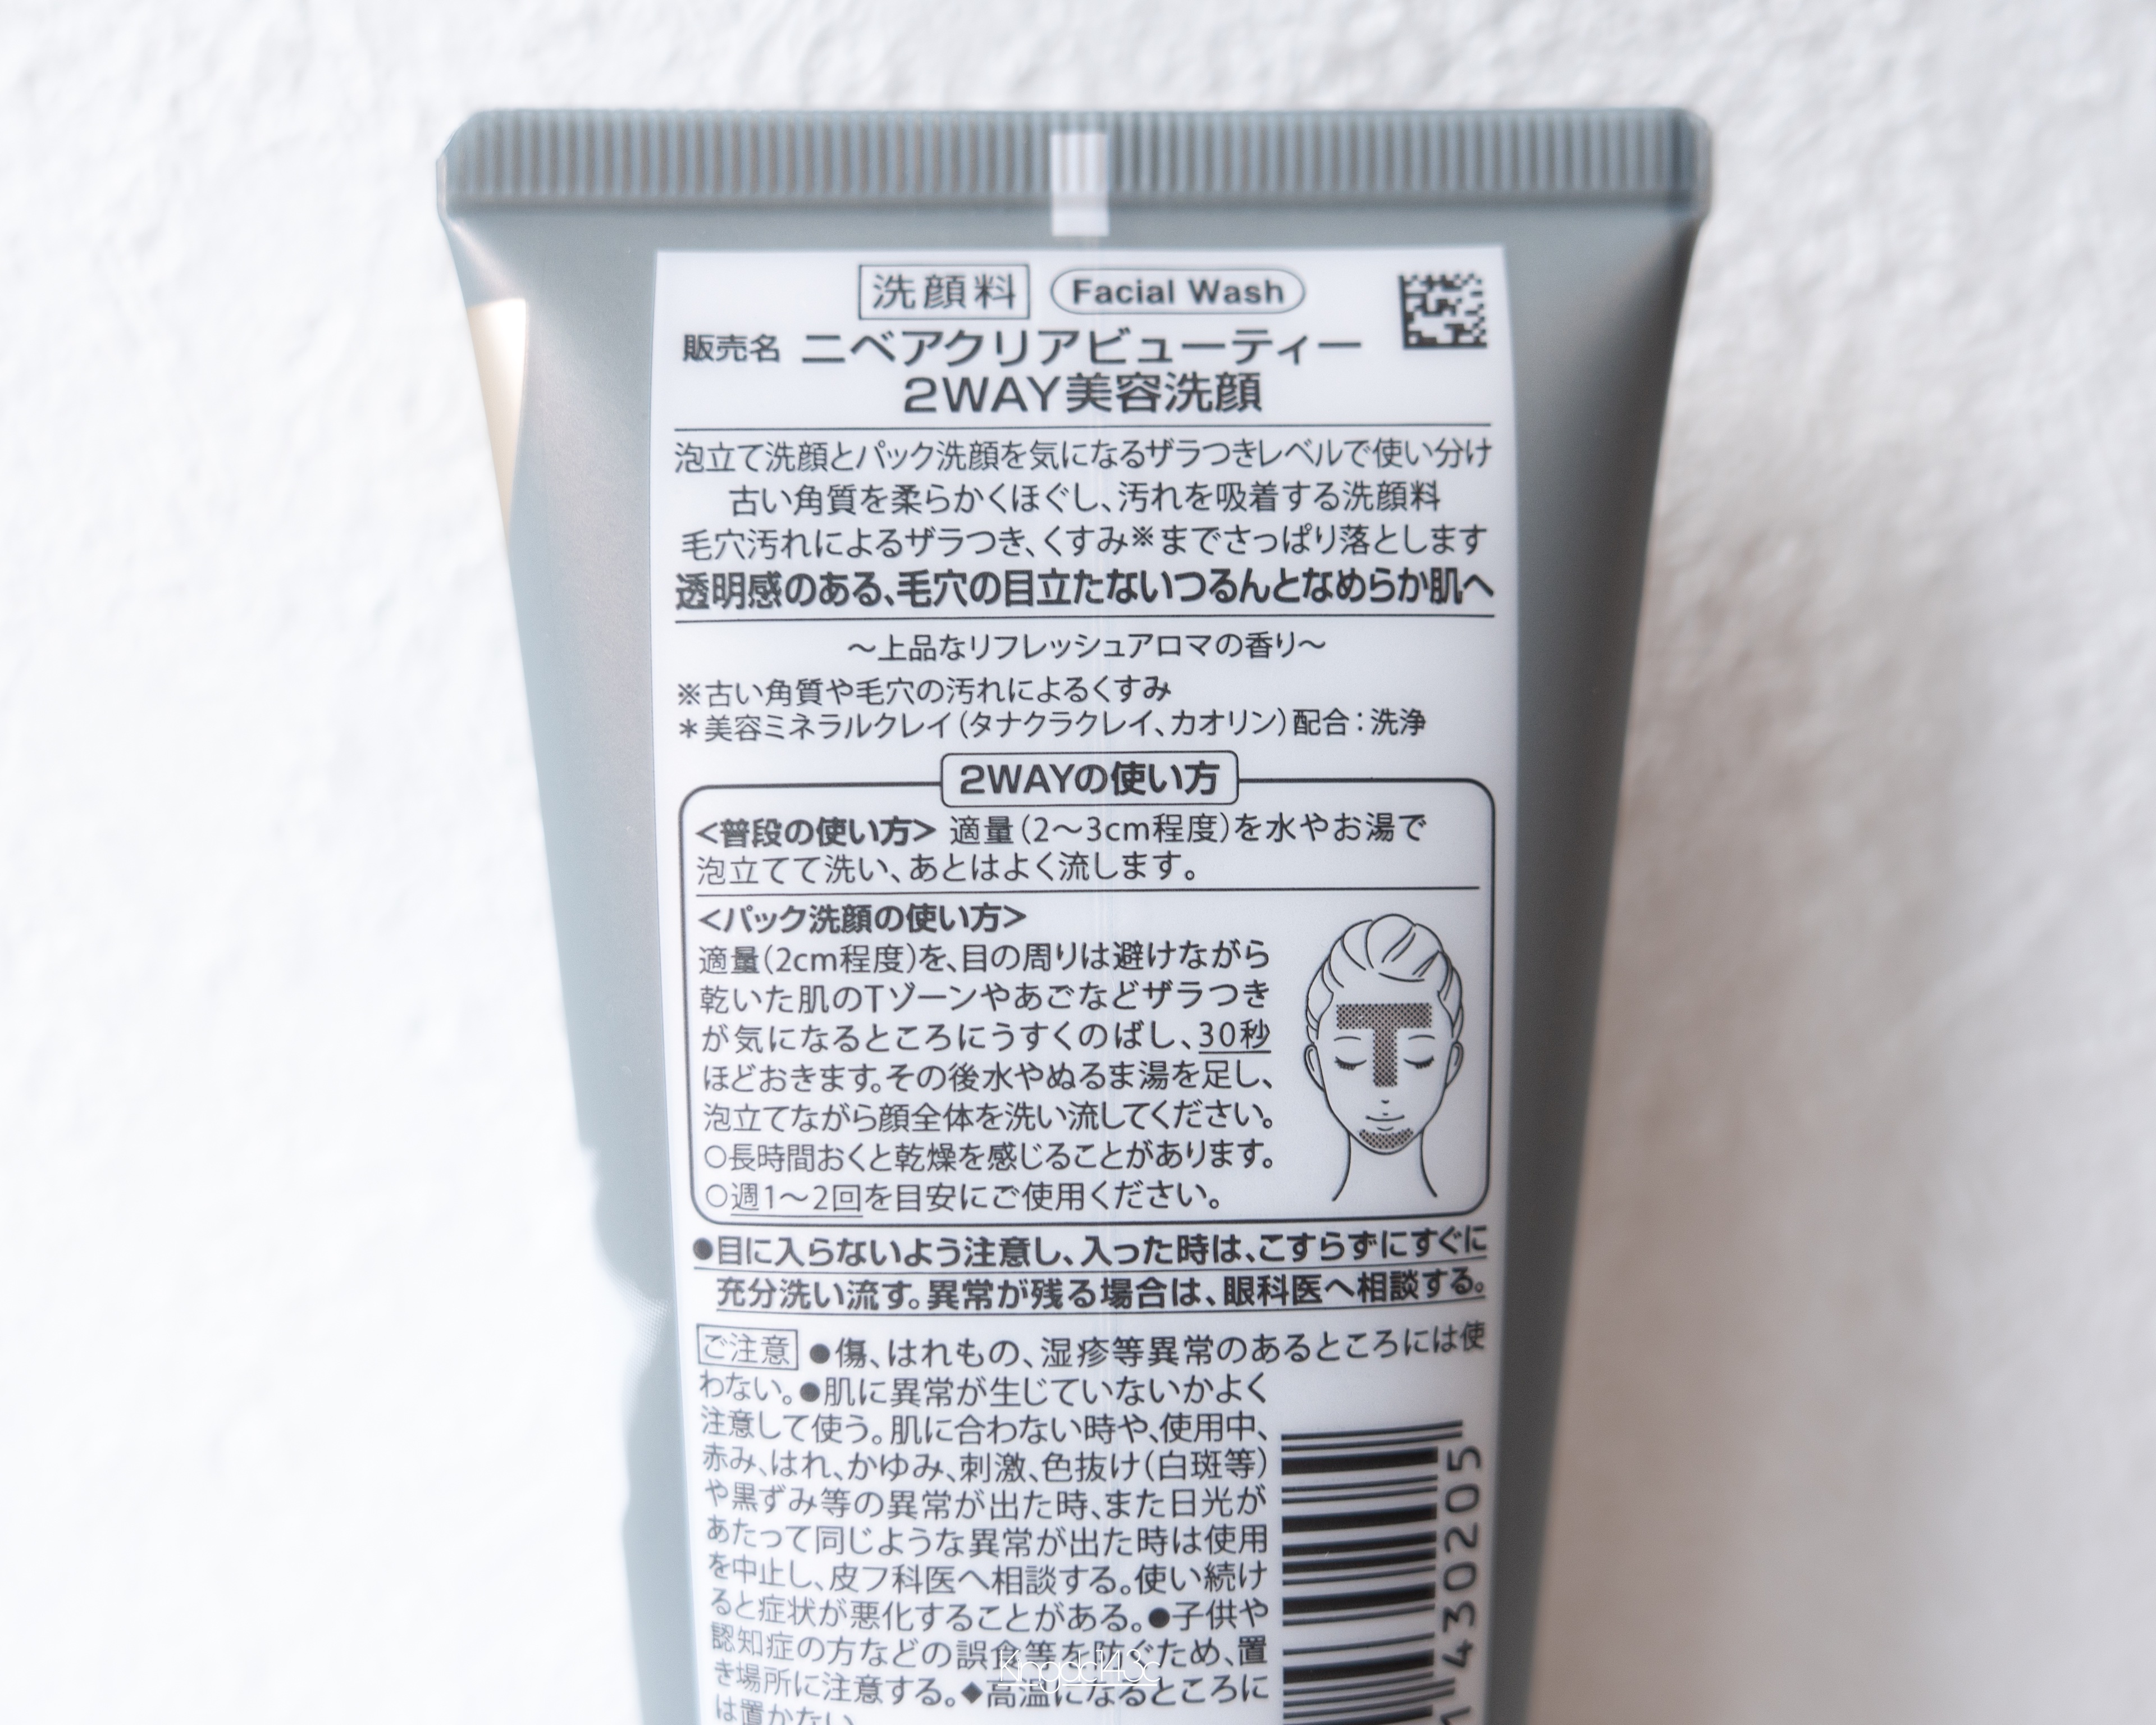 洗顔料 Facial Wash
販売名 ニベアクリアビューティー
2WAY美容洗顔
泡立て洗顔とパック洗顔を気になるザラつきレベルで使い分け
古い角質を柔らかくほぐし、汚れを吸着する洗顔料
毛穴汚れによるザラつき、くすみ※までさっぱり落とします
透明感のある、毛穴の目立たないつるんとなめらか肌へ
～上品なリフレッシュアロマの香り～
※古い角質や毛穴の汚れによるくすみ
＊美容ミネラルクレイ（タナクラクレイ、カオリン）配合：洗浄
2WAYの使い方
<普段の使い方> 適量（2～3cm程度）を水やお湯で
泡立てて洗い、あとはよく流します。
<パック洗顔の使い方>
適量（2cm程度）を、目の周りは避けながら
乾いた肌のTゾーンやあごなどザラつき
が気になるところにうすくのばし、30秒
ほどおきます。その後水やぬるま湯を足し、
泡立てながら顔全体を洗い流してください。
○長時間おくと乾燥を感じることがあります。
○週1～2回を目安にご使用ください。
T
●目に入らないよう注意し、入った時は、こすらずにすぐに
充分洗い流す。異常が残る場合は、眼科医へ相談する。
ご注意 ●傷、はれもの、湿疹等異常のあるところには使
わない。●肌に異常が生じていないかよく
注意して使う。肌に合わない時や、使用中、
赤み、はれ、かゆみ、刺激、色抜け（白斑等）
や黒ずみ等の異常が出た時、また日光が
あたって同じような異常が出た時は使用
を中止し、皮フ科医へ相談する。使い続け
ると症状が悪化することがある。●子供や
認知症の方などの誤食等を防ぐため、置
き場所に注意する。◆高温になるところに
は置かない。
1 430205
Kingdc143c